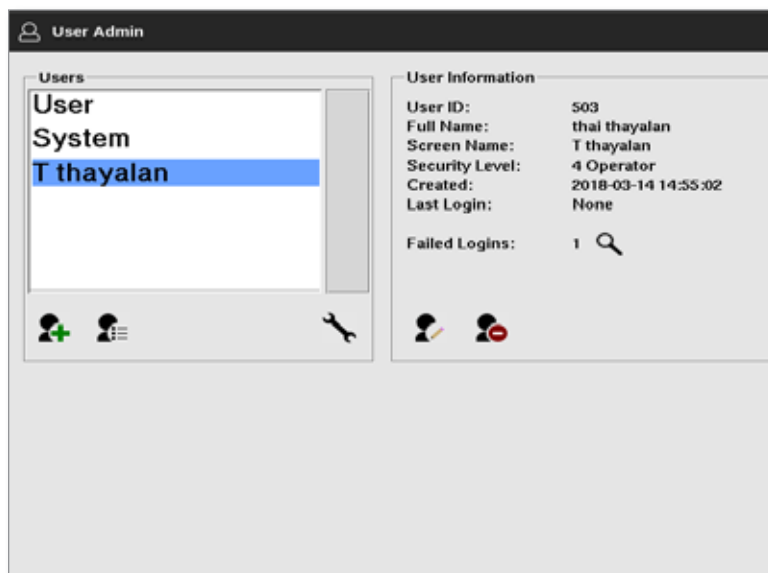 User Admin
Users
User
System
T thayalan
User Information
User ID: 503
Full Name: thai thayalan
Screen Name: T thayalan
Security Level: 4 Operator
Created: 2018-03-14 14:55:02
Last Login: None
Failed Logins: 1